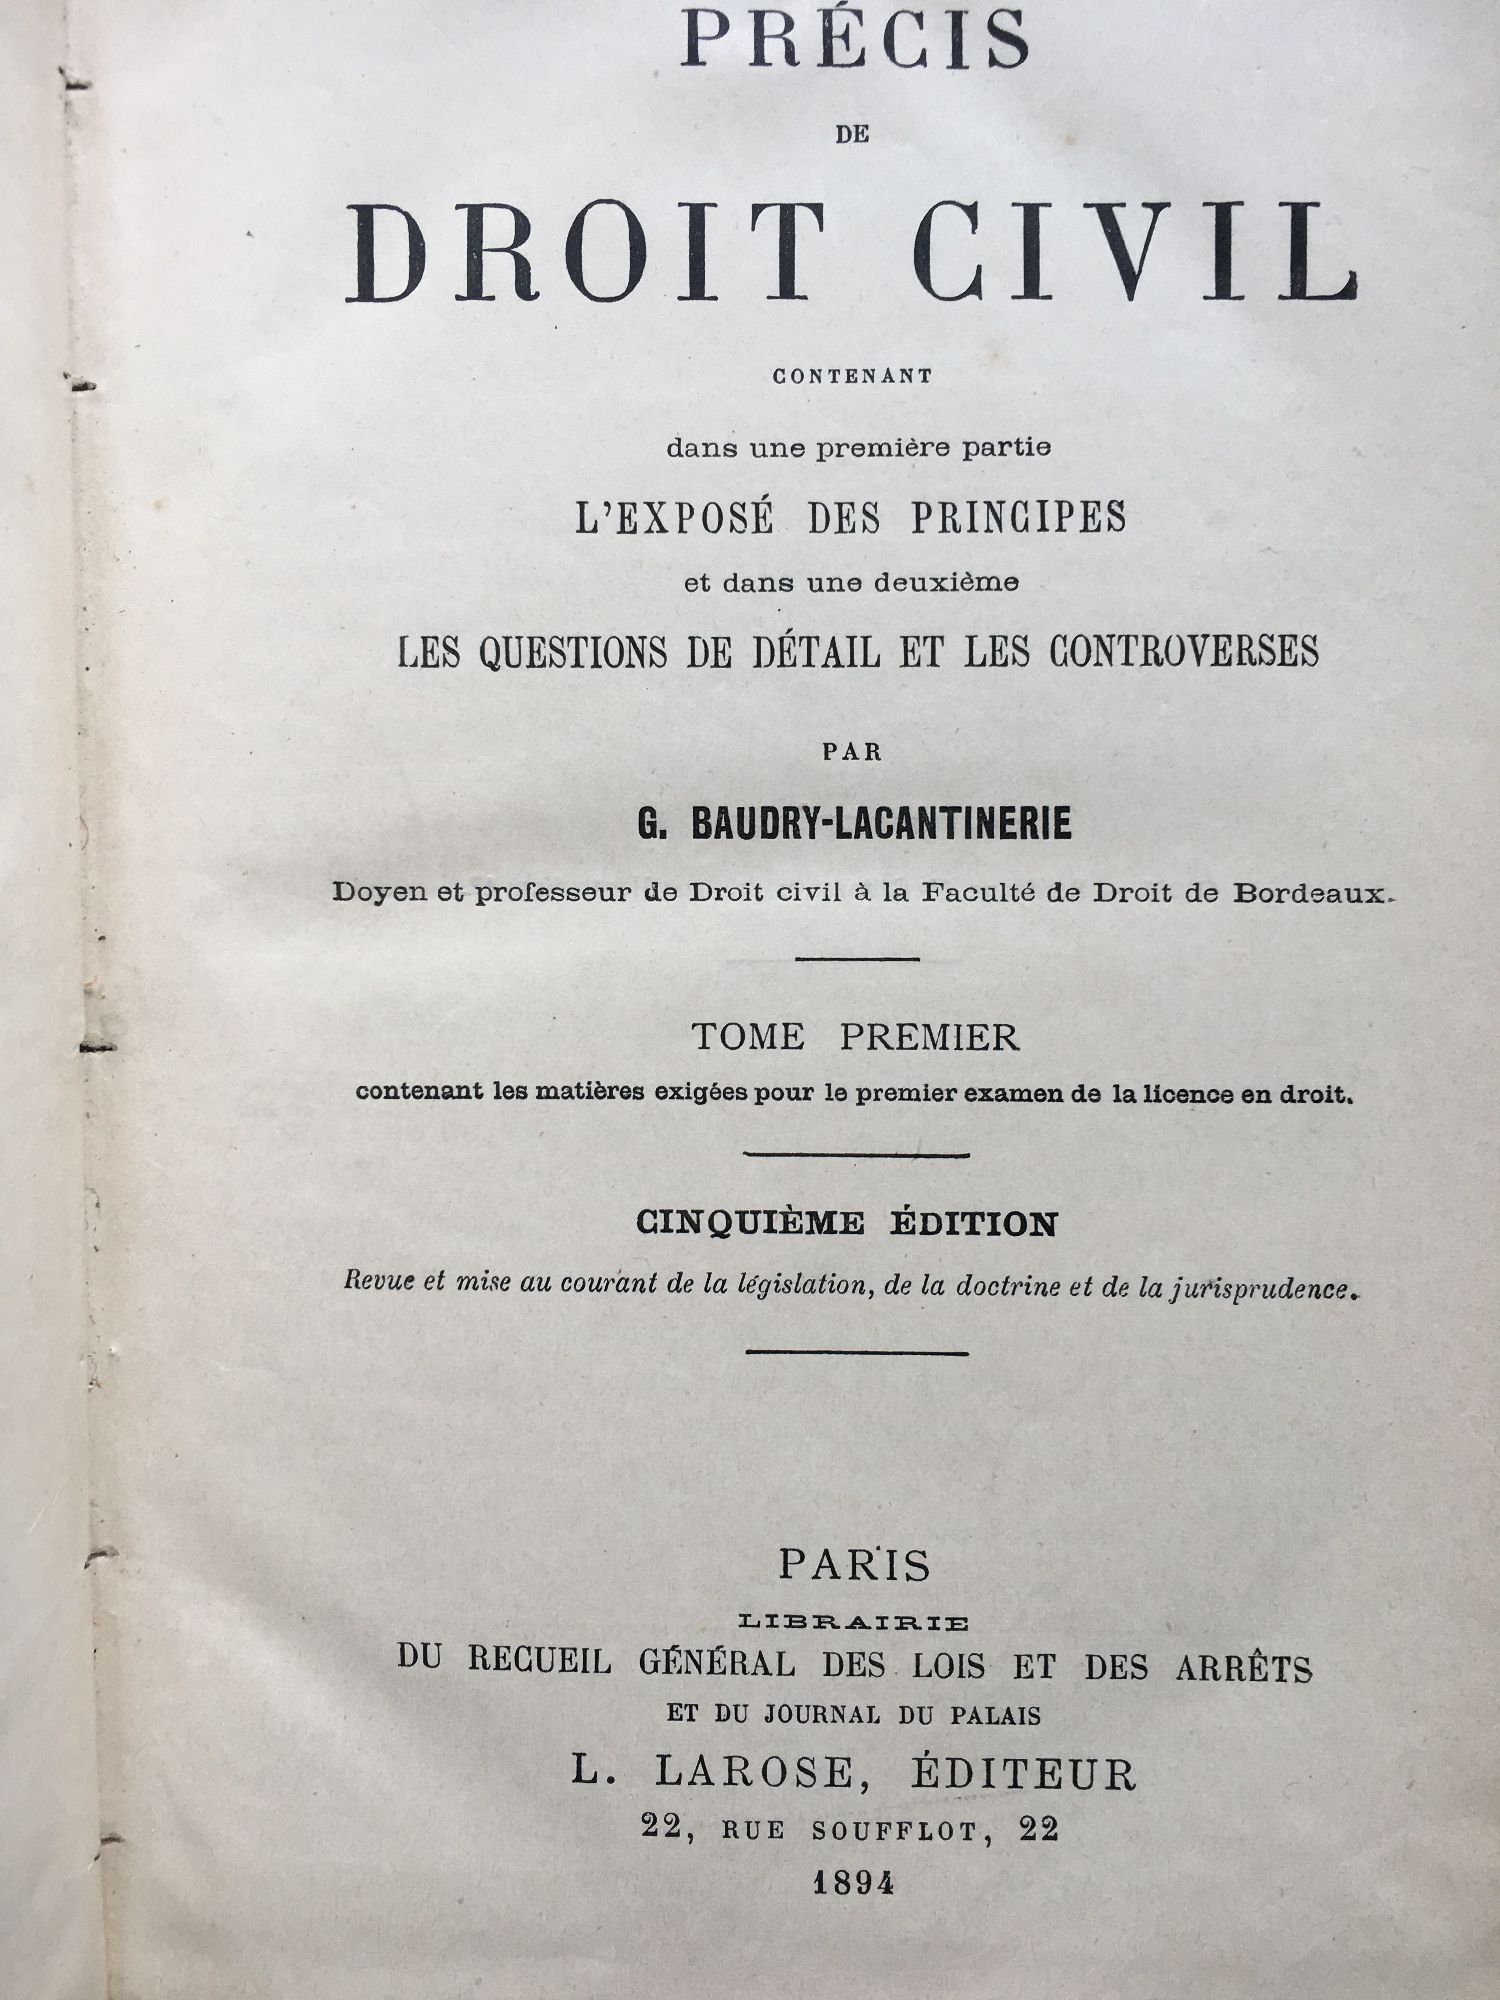 PRÉCIS
DE
DROIT CIVIL
CONTENANT
dans une première partie
L'EXPOSÉ DES PRINCIPES
et dans une deuxième
LES QUESTIONS DE DÉTAIL ET LES CONTROVERSES
PAR
G. BAUDRY-LACANTINERIE
Doyen et professeur de Droit civil à la Faculté de Droit de Bordeaux.
TOME PREMIER
contenant les matières exigées pour le premier examen de la licence en droit.
CINQUIÈME ÉDITION
Revue et mise au courant de la législation, de la doctrine et de la jurisprudence.
PARIS
LIBRAIRIE
DU RECUEIL GÉNÉRAL DES LOIS ET DES ARRÊTS
ET DU JOURNAL DU PALAIS
L. LAROSE, ÉDITEUR
22, RUE SOUFFLOT, 22
1894